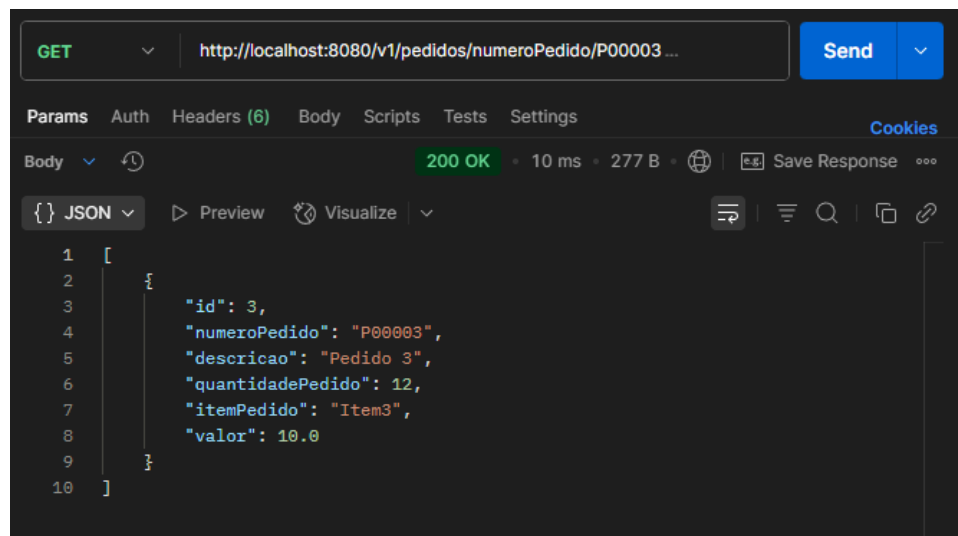 GET http://localhost:8080/v1/pedidos/numeroPedido/P00003 ... Send
Params Auth Headers (6) Body Scripts Tests Settings Cookies
Body 200 OK • 10 ms • 277 B • e.g. Save Response
{ } JSON Preview Visualize
1 [
2 {
3 "id": 3,
4 "numeroPedido": "P00003",
5 "descricao": "Pedido 3",
6 "quantidadePedido": 12,
7 "itemPedido": "Item3",
8 "valor": 10.0
9 }
10 ]